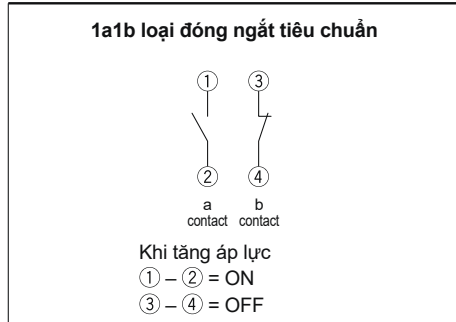 1a1b loại đóng ngắt tiêu chuẩn
① ③
② ④
a b
contact contact
Khi tăng áp lực
① – ② = ON
③ – ④ = OFF